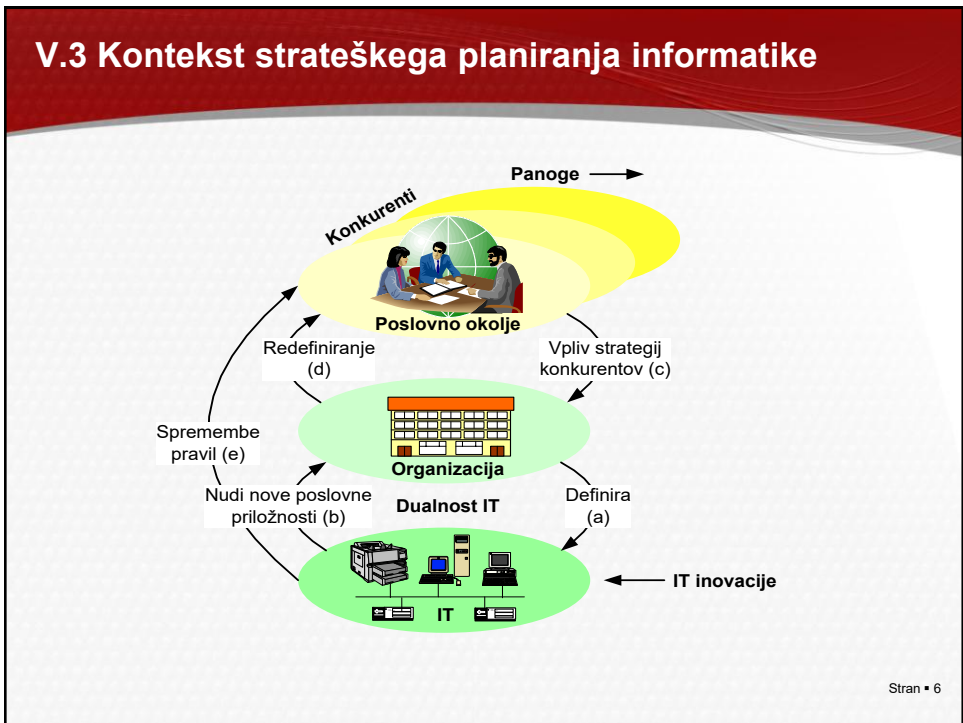 V.3 Kontekst strateškega planiranja informatike
Panoge
Konkurenti
Poslovno okolje
Redefiniranje
(d)
Vpliv strategij
konkurentov (c)
Spremembe
pravil (e)
Organizacija
Nudi nove poslovne
priložnosti (b)
Dualnost IT
Definira
(a)
IT inovacije
IT
Stran ▪ 6